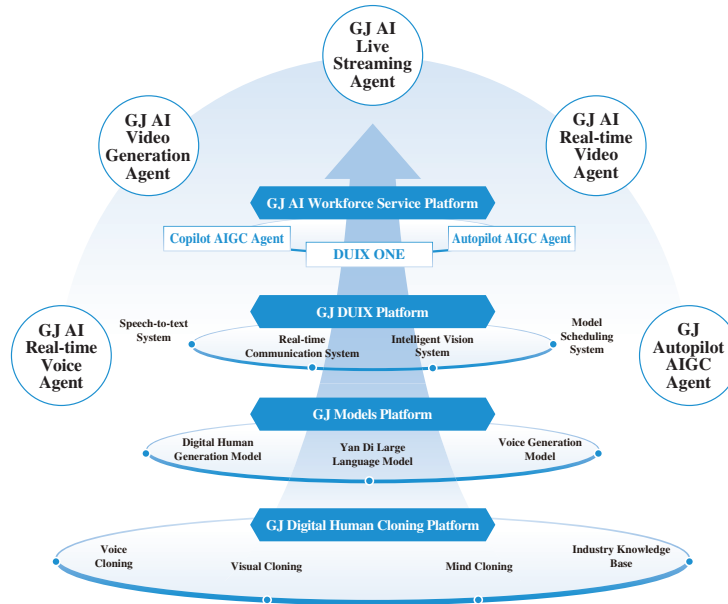 GJ AI
Live
Streaming
Agent
GJ AI
Video
Generation
Agent
GJ AI
Real-time
Video
Agent
GJ AI Workforce Service Platform
Copilot AIGC Agent
DUIX ONE
Autopilot AIGC Agent
GJ AI
Real-time
Voice
Agent
GJ DUIX Platform
Speech-to-text
System
Real-time
Communication System
Intelligent Vision
System
Model
Scheduling
System
GJ
Autopilot
AIGC
Agent
GJ Models Platform
Digital Human
Generation Model
Yan Di Large
Language Model
Voice Generation
Model
GJ Digital Human Cloning Platform
Voice
Cloning
Visual Cloning
Mind Cloning
Industry Knowledge
Base